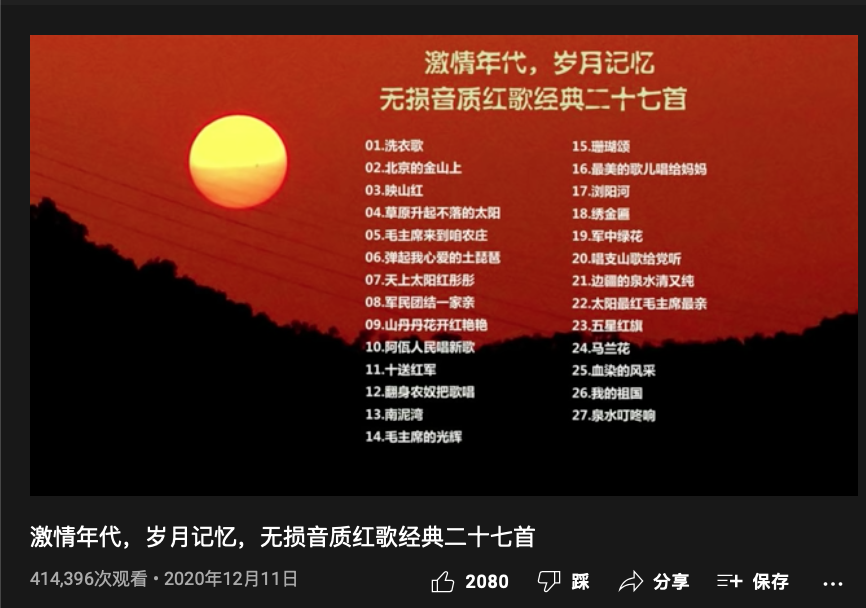 激情年代，岁月记忆
无损音质红歌经典二十七首
01.洗衣歌
02.北京的金山上
03.映山红
04.草原升起不落的太阳
05.毛主席来到咱农庄
06.弹起我心爱的土琵琶
07.天上太阳红彤彤
08.军民团结一家亲
09.山丹丹花开红艳艳
10.阿佤人民唱新歌
11.十送红军
12.翻身农奴把歌唱
13.南泥湾
14.毛主席的光辉
15.珊瑚颂
16.最美的歌儿唱给妈妈
17.浏阳河
18.绣金匾
19.军中绿花
20.唱支山歌给党听
21.边疆的泉水清又纯
22.太阳最红毛主席最亲
23.五星红旗
24.马兰花
25.血染的风采
26.我的祖国
27.泉水叮咚响
激情年代，岁月记忆，无损音质红歌经典二十七首
414,396次观看 • 2020年12月11日
2080 踩 分享 保存